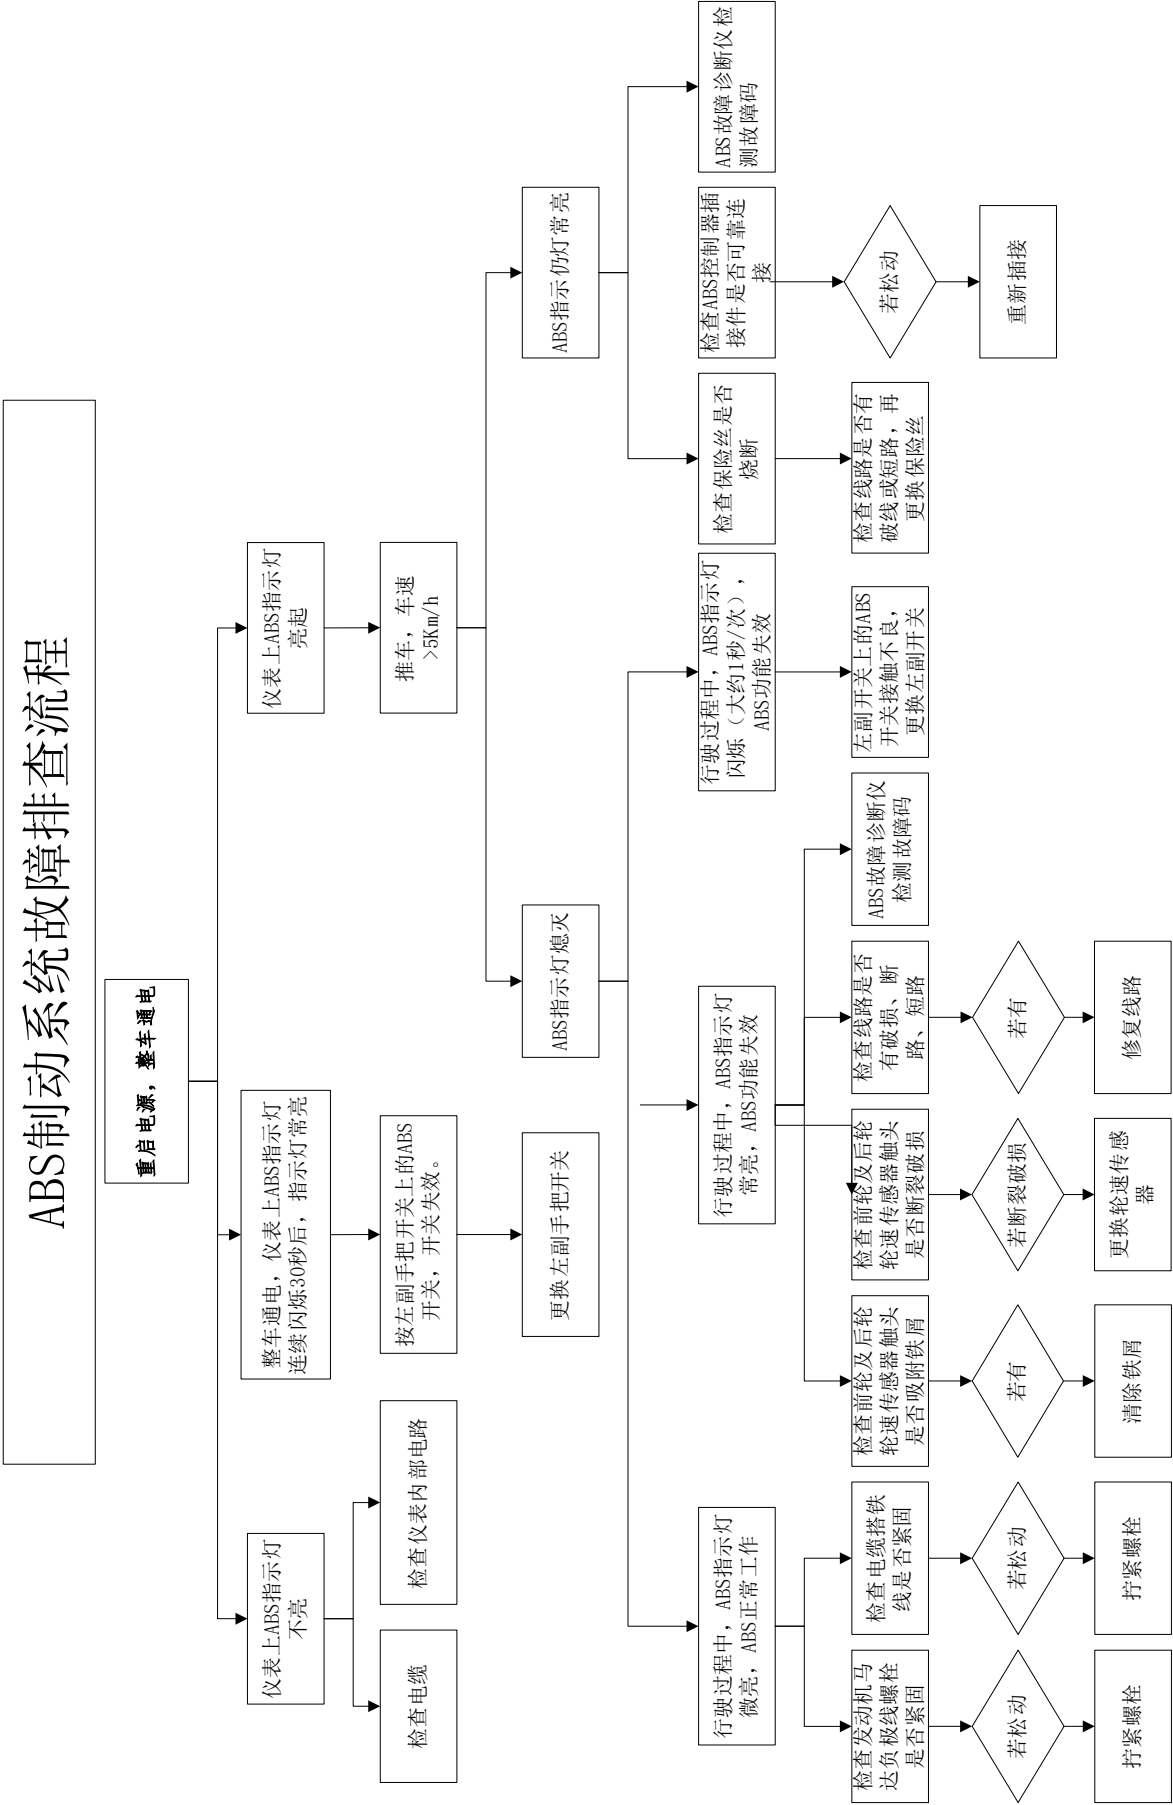 ABS制动系统故障排查流程
重启电源，整车通电
仪表上ABS指示灯
不亮
整车通电，仪表上ABS指示灯
连续闪烁30秒后，指示灯常亮
仪表上ABS指示灯
亮起
检查电缆
检查仪表内部电路
按左副手把开关上的ABS
开关，开关失效。
推车，车速
>5Km/h
更换左副手把开关
ABS指示灯熄灭
ABS指示仍灯常亮
行驶过程中，ABS指示灯
微亮，ABS正常工作
行驶过程中，ABS指示灯
常亮，ABS功能失效
行驶过程中，ABS指示灯
闪烁（大约1秒/次），
ABS功能失效
检查保险丝是否
烧断
检查ABS控制器插
接件是否可靠连
接
ABS故障诊断仪检
测故障码
检查发动机马
达负极线螺栓
是否紧固
检查电缆搭铁
线是否紧固
检查前轮及后轮
轮速传感器触头
是否吸附铁屑
检查前轮及后轮
轮速传感器触头
是否断裂破损
检查线路是否
有破损、断
路、短路
ABS故障诊断仪
检测故障码
左副开关上的ABS
开关接触不良，
更换左副开关
检查线路是否有
破线或短路，再
更换保险丝
若松动
若松动
若松动
若有
若断裂破损
若有
重新插接
拧紧螺栓
拧紧螺栓
清除铁屑
更换轮速传感
器
修复线路